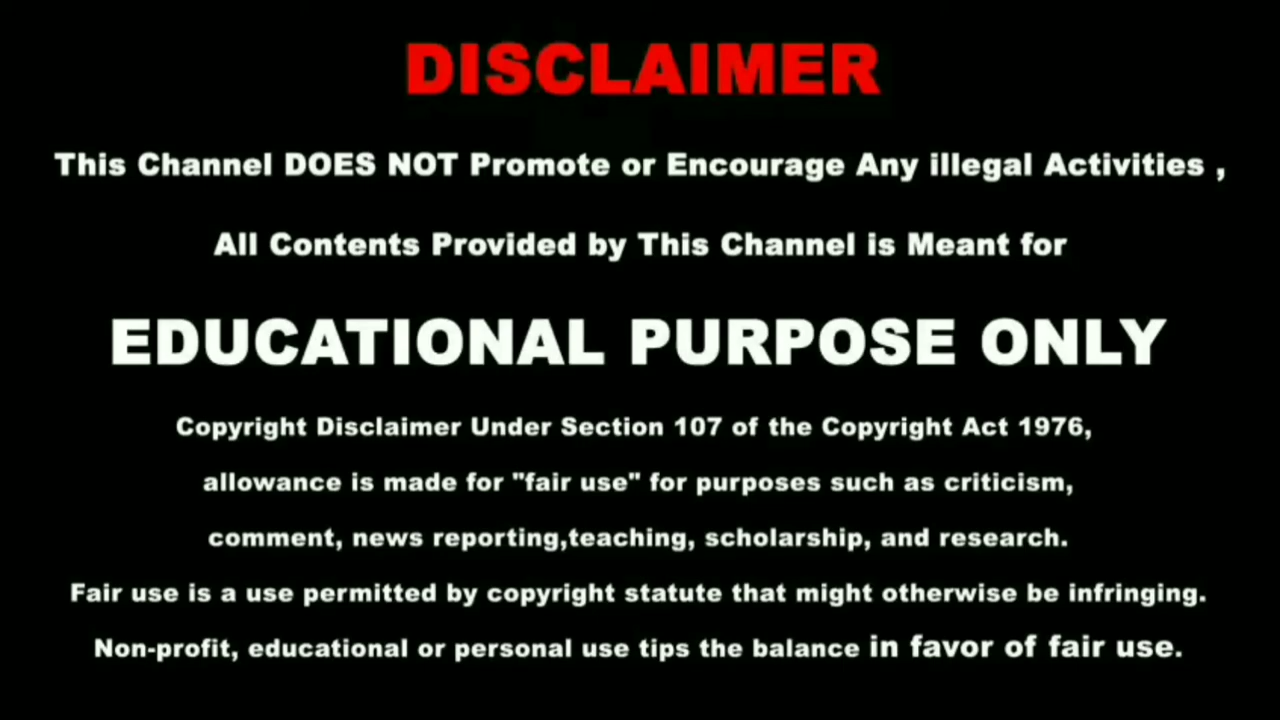 DISCLAIMER
This Channel DOES NOT Promote or Encourage Any illegal Activities ,
All Contents Provided by This Channel is Meant for
EDUCATIONAL PURPOSE ONLY
Copyright Disclaimer Under Section 107 of the Copyright Act 1976,
allowance is made for "fair use" for purposes such as criticism,
comment, news reporting,teaching, scholarship, and research.
Fair use is a use permitted by copyright statute that might otherwise be infringing.
Non-profit, educational or personal use tips the balance in favor of fair use.